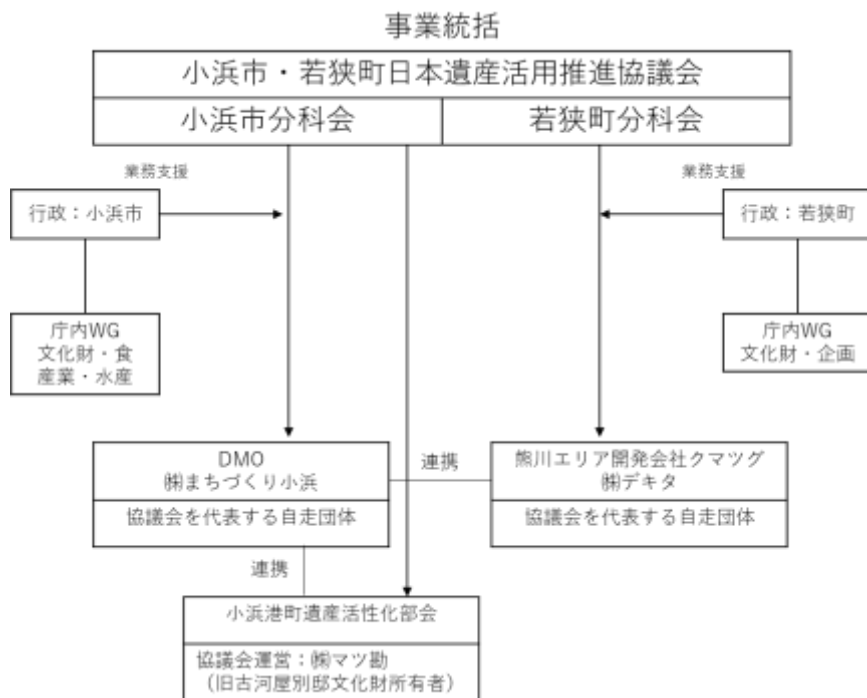 事業統括
小浜市・若狭町日本遺産活用推進協議会
小浜市分科会
若狭町分科会
業務支援
業務支援
行政：小浜市
行政：若狭町
庁内WG
文化財・食
産業・水産
庁内WG
文化財・企画
DMO
㈱まちづくり小浜
協議会を代表する自走団体
連携
熊川エリア開発会社クマツグ
㈱デキタ
協議会を代表する自走団体
連携
小浜港町遺産活性化部会
協議会運営：㈱マツ勘
（旧古河屋別邸文化財所有者）